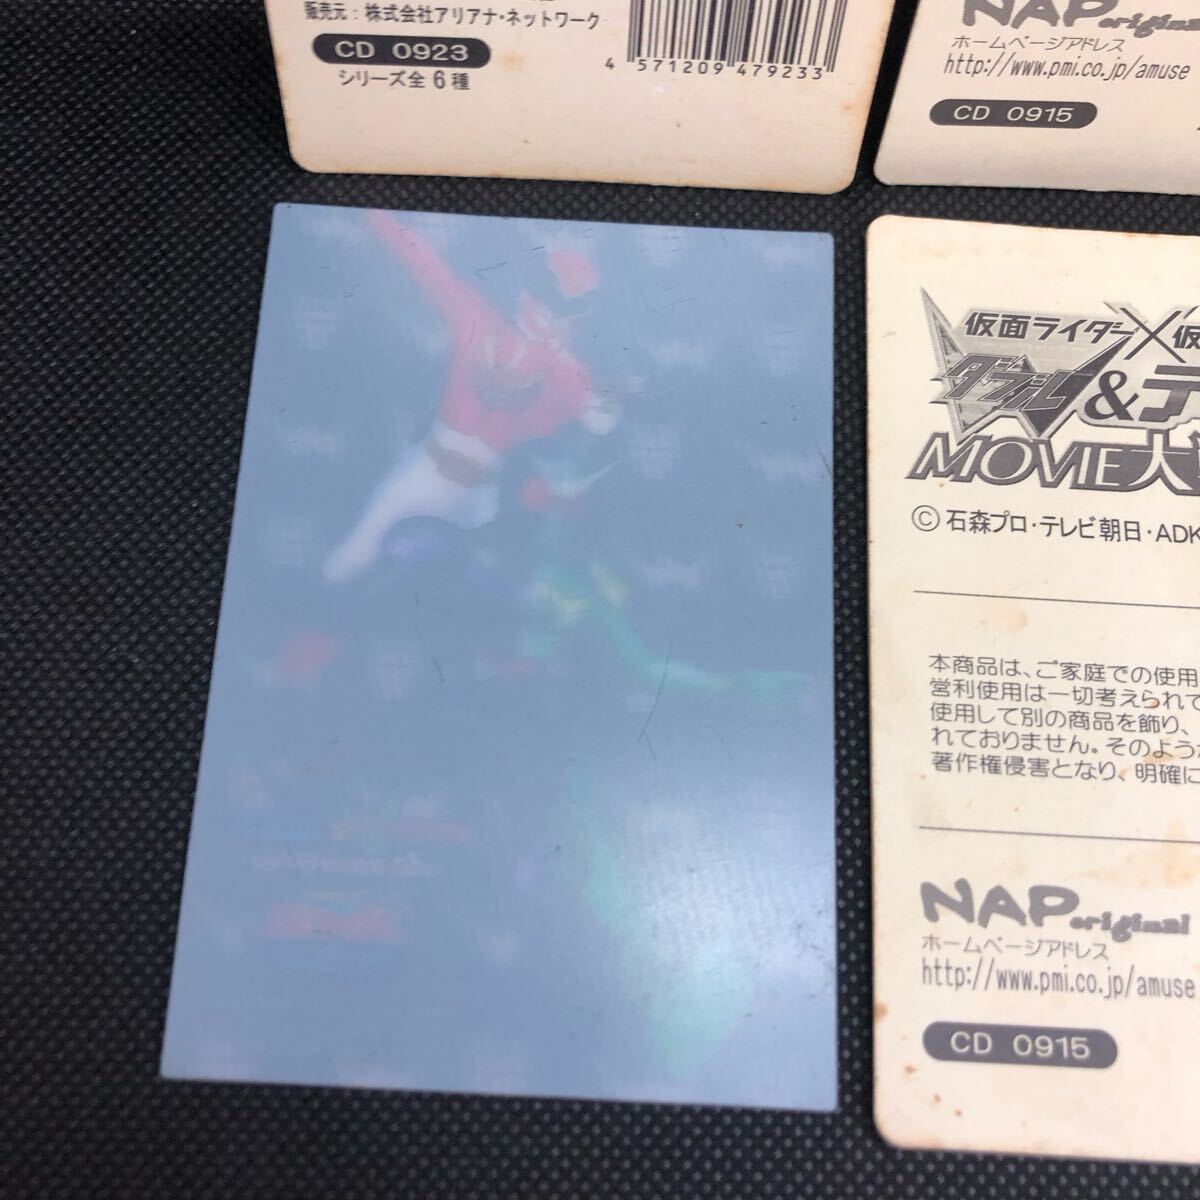 販売元：株式会社アリアナ・ネットワーク
CD 0923
シリーズ全6種
4 571209 479233
NAP original
ホームページアドレス
http://www.pmi.co.jp/amuse
CD 0915
仮面ライダー×仮
ダブル&デ
MOVIE大
©石森プロ・テレビ朝日・ADK
本商品は、ご家庭での使用
営利使用は一切考えられて
使用して別の商品を飾り、
れておりません。そのような
著作権侵害となり、明確に
NAP original
ホームページアドレス
http://www.pmi.co.jp/amuse
CD 0915